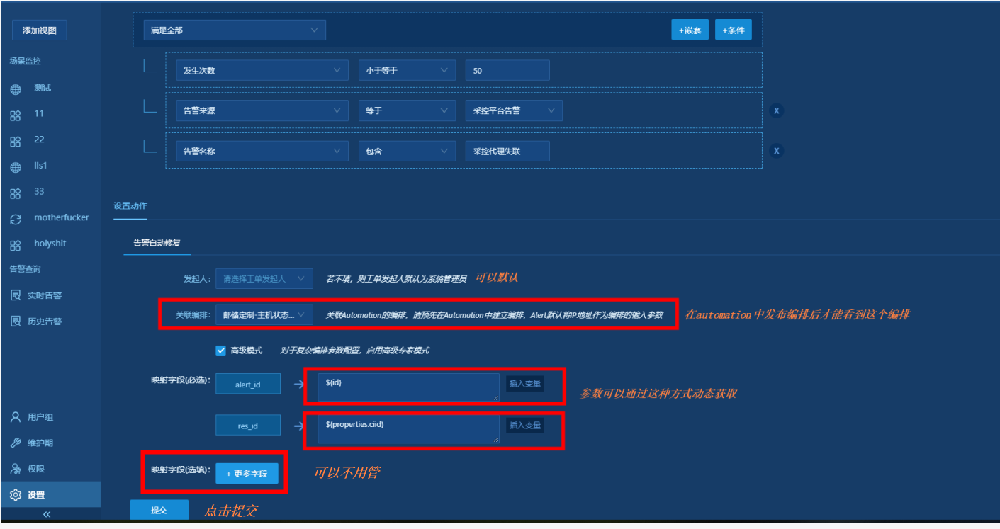 添加视图
场景监控
测试
11
22
lls1
33
motherfucker
holyshit
告警查询
实时告警
历史告警
用户组
维护期
权限
设置
«
满足全部
+嵌套 +条件
发生次数 小于等于 50
告警来源 等于 采控平台告警 X
告警名称 包含 采控代理失联 X
设置动作
告警自动修复
发起人: 请选择工单发起人 若不填，则工单发起人默认为系统管理员 可以默认
关联编排: 邮储定制-主机状态... 关联Automation的编排，请预先在Automation中建立编排，Alert默认将IP地址作为编排的输入参数 在automation中发布编排后才能看到这个编排
高级模式 对于复杂编排参数配置，启用高级专家模式
映射字段(必选): alert_id → ${id} 插入变量 参数可以通过这种方式动态获取
res_id → ${properties.ciid} 插入变量
映射字段(选填): + 更多字段 可以不用管
提交 点击提交